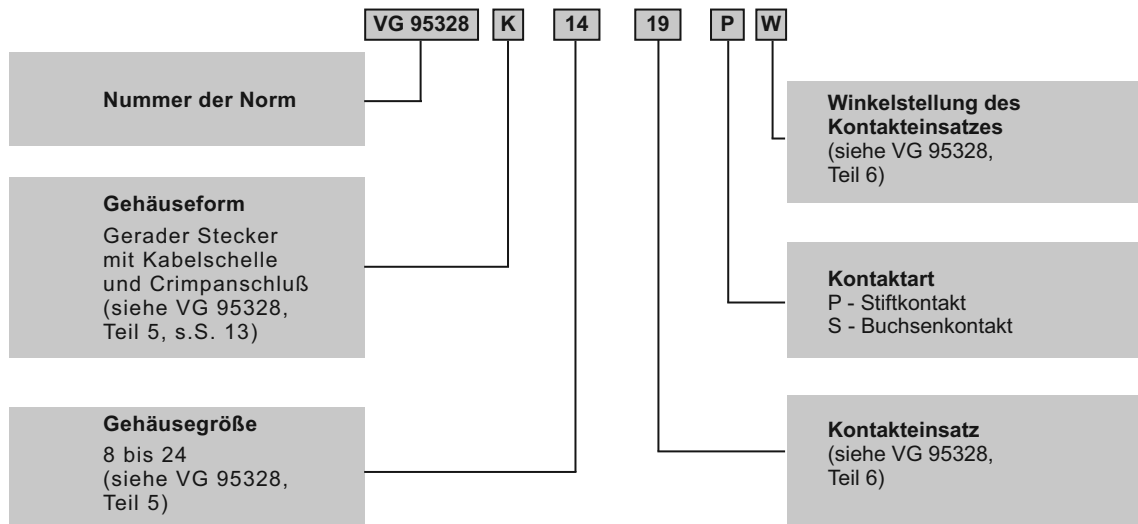 VG 95328 K 14 19 P W
Nummer der Norm
Gehäuseform
Gerader Stecker
mit Kabelschelle
und Crimpanschluß
(siehe VG 95328,
Teil 5, s.S. 13)
Gehäusegröße
8 bis 24
(siehe VG 95328,
Teil 5)
Winkelstellung des
Kontakteinsatzes
(siehe VG 95328,
Teil 6)
Kontaktart
P - Stiftkontakt
S - Buchsenkontakt
Kontakteinsatz
(siehe VG 95328,
Teil 6)